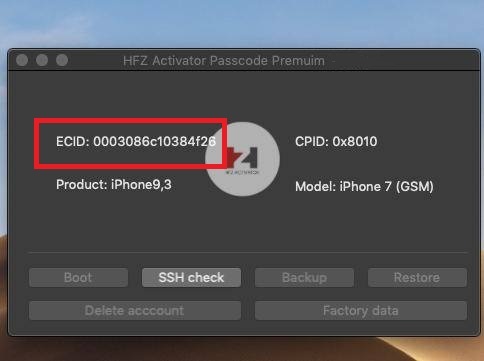 HFZ Activator Passcode Premuim
ECID: 0003086c10384f26
CPID: 0x8010
HFZ ACTIVATOR
Product: iPhone9,3
Model: iPhone 7 (GSM)
Boot
SSH check
Backup
Restore
Delete acccount
Factory data